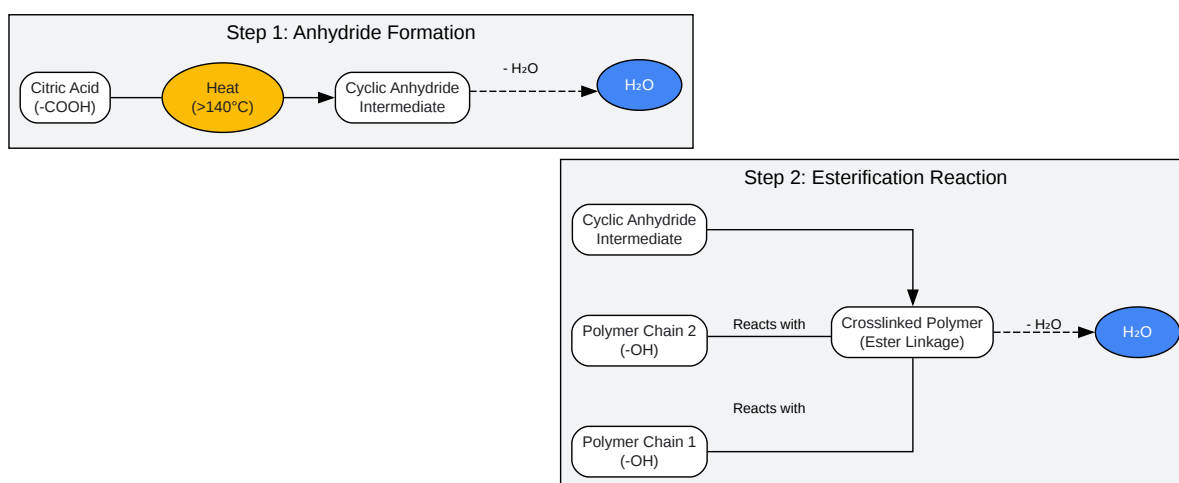 Step 1: Anhydride Formation
Citric Acid
(-COOH)
Heat
(>140°C)
Cyclic Anhydride
Intermediate
- H₂O
H₂O
Step 2: Esterification Reaction
Cyclic Anhydride
Intermediate
Polymer Chain 2
(-OH)
Reacts with
Crosslinked Polymer
(Ester Linkage)
- H₂O
H₂O
Reacts with
Polymer Chain 1
(-OH)